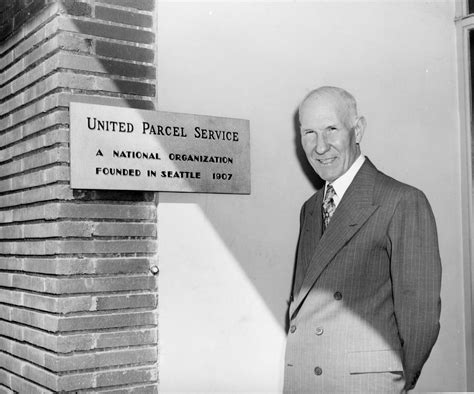 UNITED PARCEL SERVICE
A NATIONAL ORGANIZATION
FOUNDED IN SEATTLE 1907